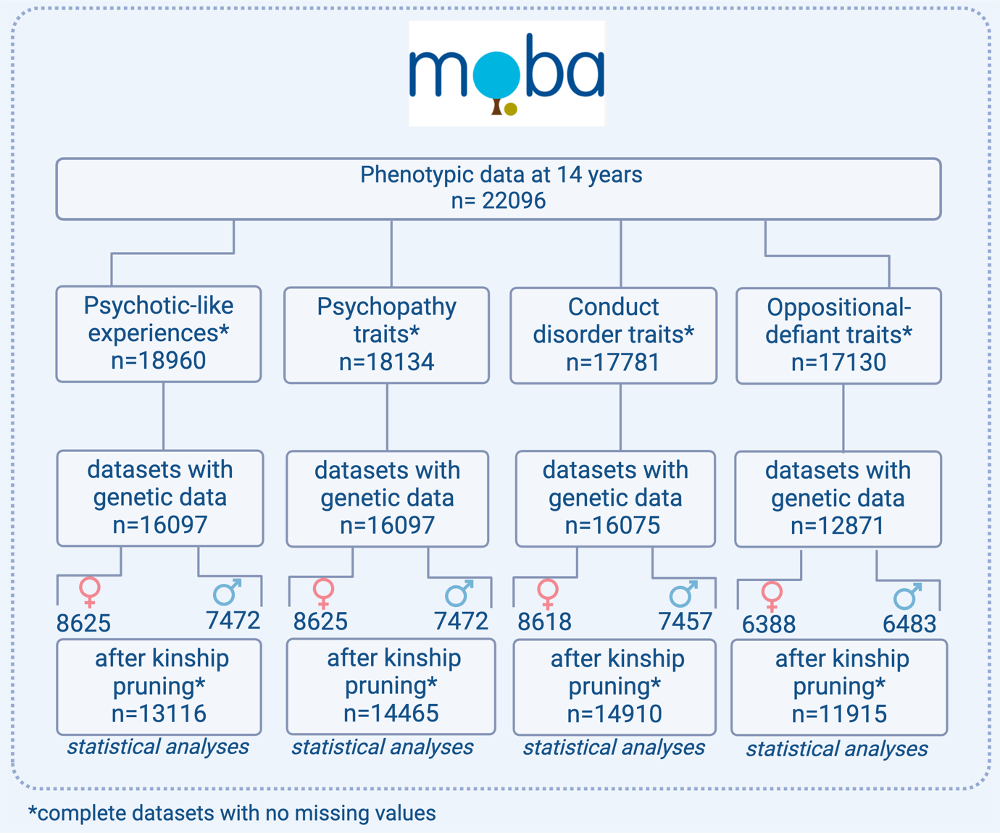 moba
Phenotypic data at 14 years
n= 22096
Psychotic-like
experiences*
n=18960
Psychopathy
traits*
n=18134
Conduct
disorder traits*
n=17781
Oppositional-
defiant traits*
n=17130
datasets with
genetic data
n=16097
datasets with
genetic data
n=16097
datasets with
genetic data
n=16075
datasets with
genetic data
n=12871
8625
7472
8625
7472
8618
7457
6388
6483
after kinship
pruning*
n=13116
after kinship
pruning*
n=14465
after kinship
pruning*
n=14910
after kinship
pruning*
n=11915
statistical analyses
statistical analyses
statistical analyses
statistical analyses
*complete datasets with no missing values